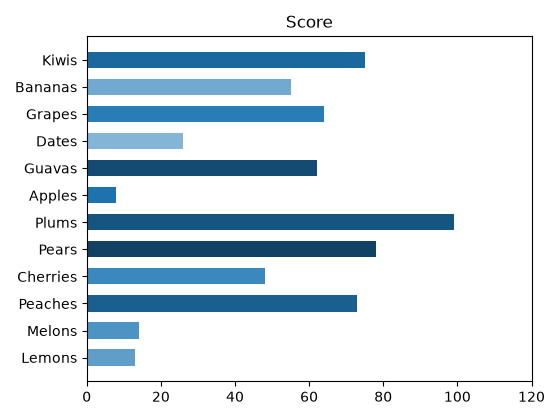 Score
Kiwis
Bananas
Grapes
Dates
Guavas
Apples
Plums
Pears
Cherries
Peaches
Melons
Lemons
0 20 40 60 80 100 120